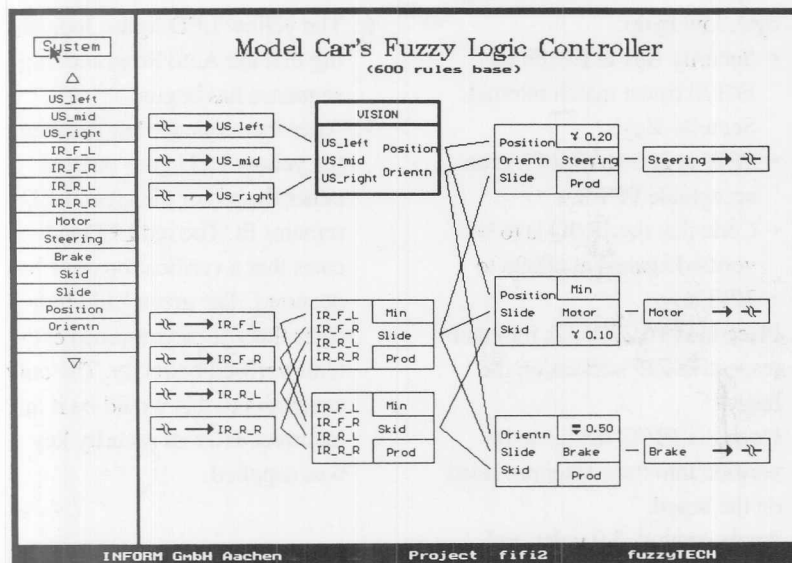 System
Model Car's Fuzzy Logic Controller
(600 rules base)
US_left
US_mid
US_right
IR_F_L
IR_F_R
IR_R_L
IR_R_R
Motor
Steering
Brake
Skid
Slide
Position
Orientn
US_left
US_mid
US_right
VISION
US_left
US_mid
US_right
Position
Orientn
Position
Orientn
Slide
0.20
Steering
Prod
Steering
Position
Slide
Skid
Min
Motor
Motor
IR_F_L
IR_F_R
IR_R_L
IR_R_R
IR_F_L
IR_F_R
IR_R_L
IR_R_R
Min
Slide
Prod
IR_F_L
IR_F_R
IR_R_L
IR_R_R
Min
Skid
Prod
Orientn
Slide
Skid
0.50
Brake
Prod
Brake
INFORM GmbH Aachen Project fifi2 fuzzyTECH